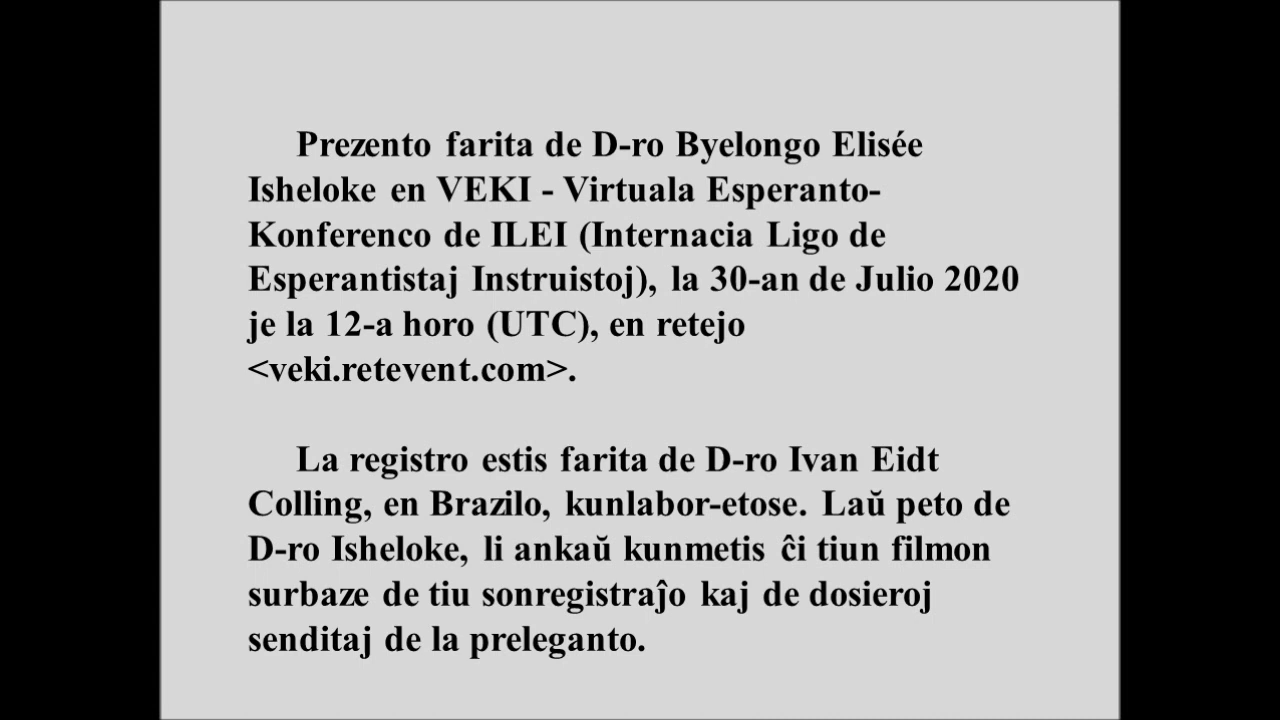 Prezento farita de D-ro Byelongo Elisée
Isheloke en VEKI - Virtuala Esperanto-
Konferenco de ILEI (Internacia Ligo de
Esperantistaj Instruistoj), la 30-an de Julio 2020
je la 12-a horo (UTC), en retejo
<veki.retevent.com>.
La registro estis farita de D-ro Ivan Eidt
Colling, en Brazilo, kunlabor-etose. Laŭ peto de
D-ro Isheloke, li ankaŭ kunmetis ĉi tiun filmon
surbaze de tiu sonregistraĵo kaj de dosieroj
senditaj de la preleganto.